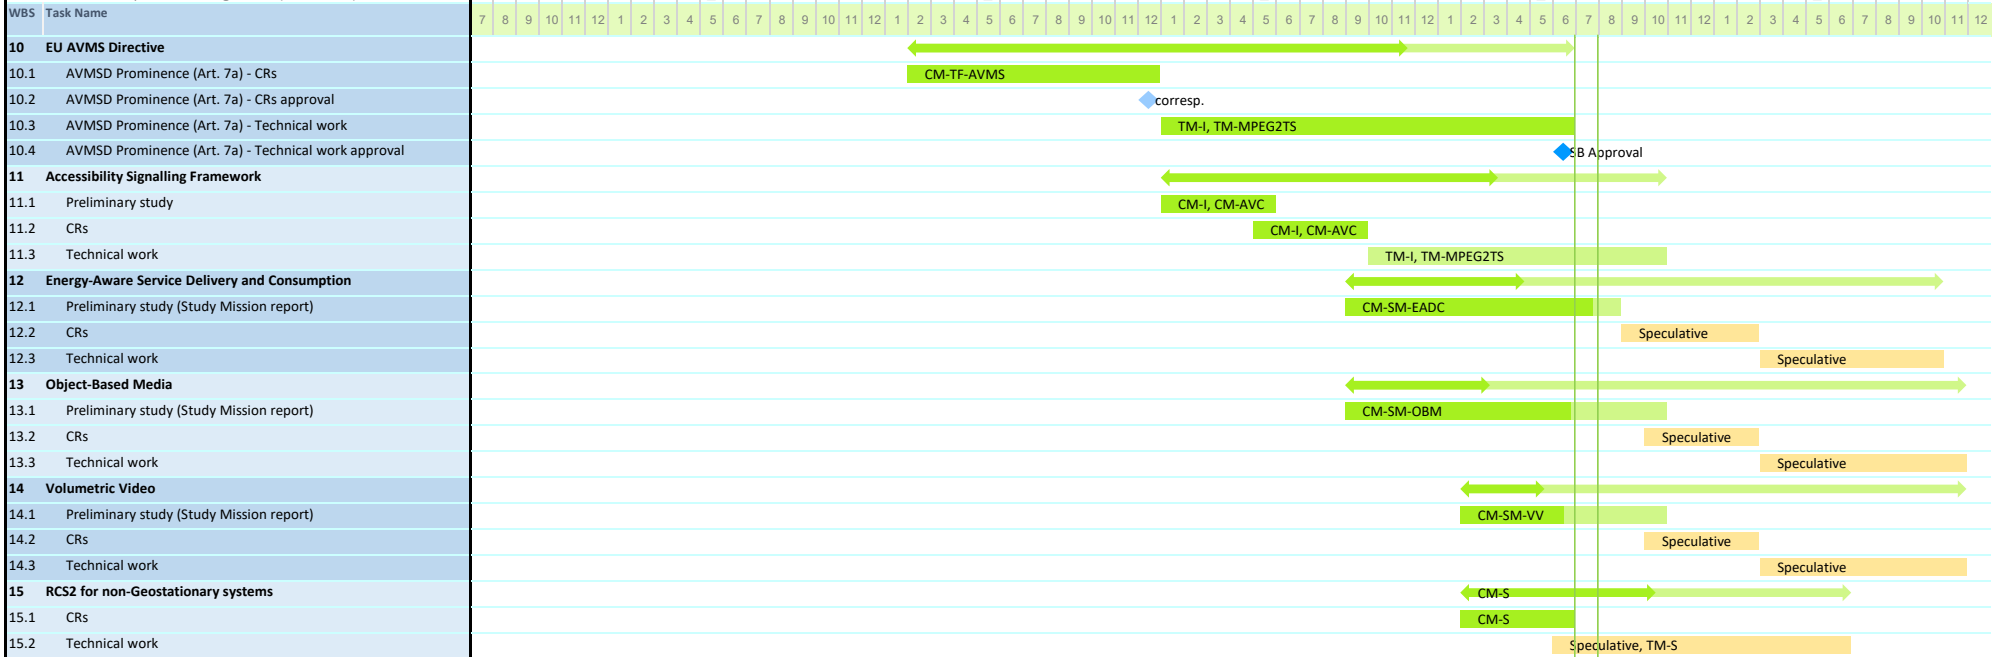 WBS Task Name 7 8 9 10 11 12 1 2 3 4 5 6 7 8 9 10 11 12 1 2 3 4 5 6 7 8 9 10 11 12 1 2 3 4 5 6 7 8 9 10 11 12 1 2 3 4 5 6 7 8 9 10 11 12 1 2 3 4 5 6 7 8 9 10 11 12
10 EU AVMS Directive
10.1 AVMSD Prominence (Art. 7a) - CRs CM-TF-AVMS
10.2 AVMSD Prominence (Art. 7a) - CRs approval corresp.
10.3 AVMSD Prominence (Art. 7a) - Technical work TM-I, TM-MPEG2TS
10.4 AVMSD Prominence (Art. 7a) - Technical work approval SB Approval
11 Accessibility Signalling Framework
11.1 Preliminary study CM-I, CM-AVC
11.2 CRs CM-I, CM-AVC
11.3 Technical work TM-I, TM-MPEG2TS
12 Energy-Aware Service Delivery and Consumption
12.1 Preliminary study (Study Mission report) CM-SM-EADC
12.2 CRs Speculative
12.3 Technical work Speculative
13 Object-Based Media
13.1 Preliminary study (Study Mission report) CM-SM-OBM
13.2 CRs Speculative
13.3 Technical work Speculative
14 Volumetric Video
14.1 Preliminary study (Study Mission report) CM-SM-VV
14.2 CRs Speculative
14.3 Technical work Speculative
15 RCS2 for non-Geostationary systems CM-S
15.1 CRs CM-S
15.2 Technical work Speculative, TM-S